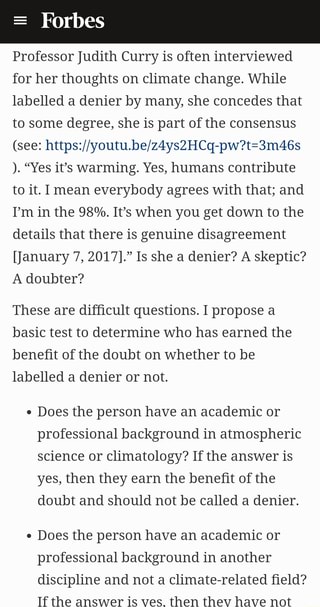 Forbes
Professor Judith Curry is often interviewed
for her thoughts on climate change. While
labelled a denier by many, she concedes that
to some degree, she is part of the consensus
(see: https://youtu.be/z4ys2HCq-pw?t=3m46s
). “Yes it’s warming. Yes, humans contribute
to it. I mean everybody agrees with that; and
I’m in the 98%. It’s when you get down to the
details that there is genuine disagreement
[January 7, 2017].” Is she a denier? A skeptic?
A doubter?
These are difficult questions. I propose a
basic test to determine who has earned the
benefit of the doubt on whether to be
labelled a denier or not.
• Does the person have an academic or
professional background in atmospheric
science or climatology? If the answer is
yes, then they earn the benefit of the
doubt and should not be called a denier.
• Does the person have an academic or
professional background in another
discipline and not a climate-related field?
If the answer is yes, then they have not